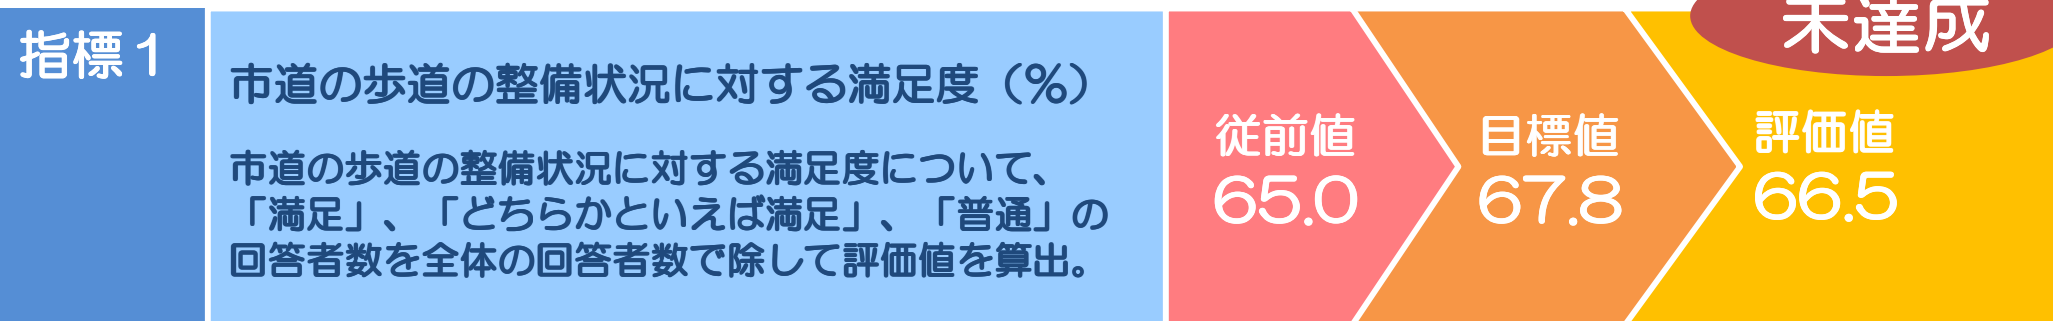 指標１
市道の歩道の整備状況に対する満足度（％）
市道の歩道の整備状況に対する満足度について、
「満足」、「どちらかといえば満足」、「普通」の
回答者数を全体の回答者数で除して評価値を算出。
従前値
65.0
目標値
67.8
未達成
評価値
66.5